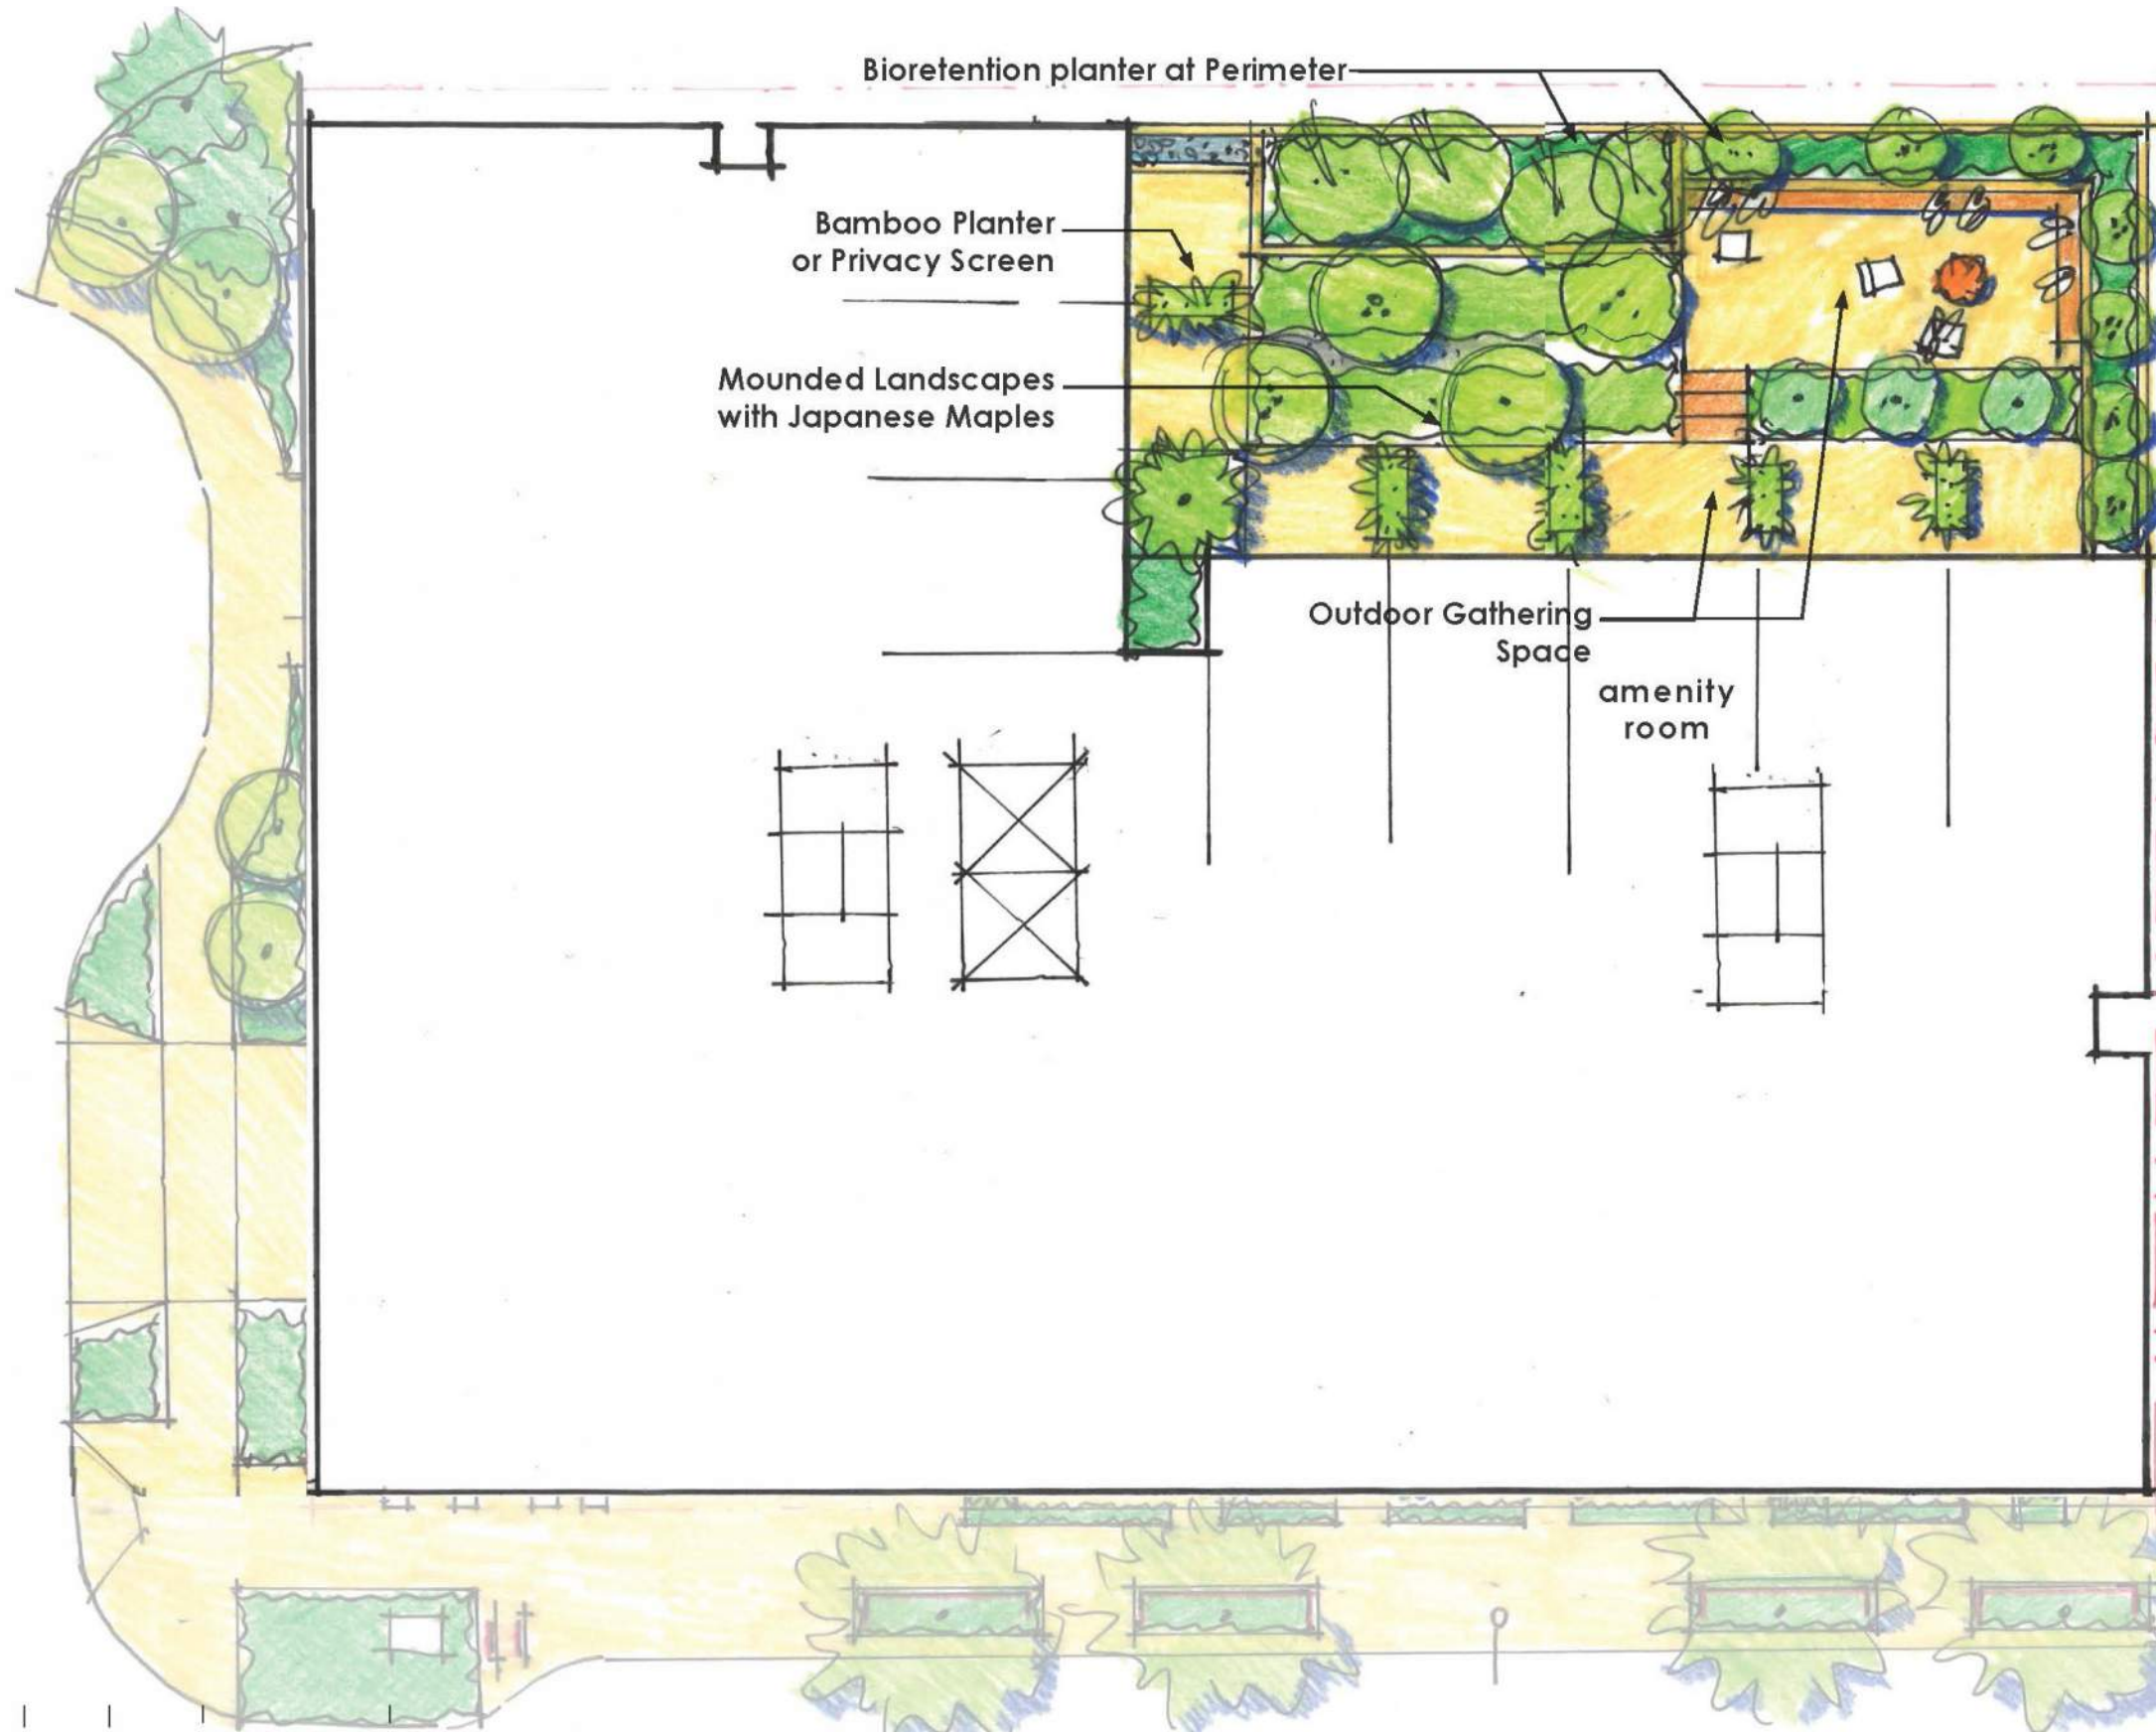 Bioretention planter at Perimeter
Bamboo Planter
or Privacy Screen
Mounded Landscapes
with Japanese Maples
Outdoor Gathering
Space
amenity
room